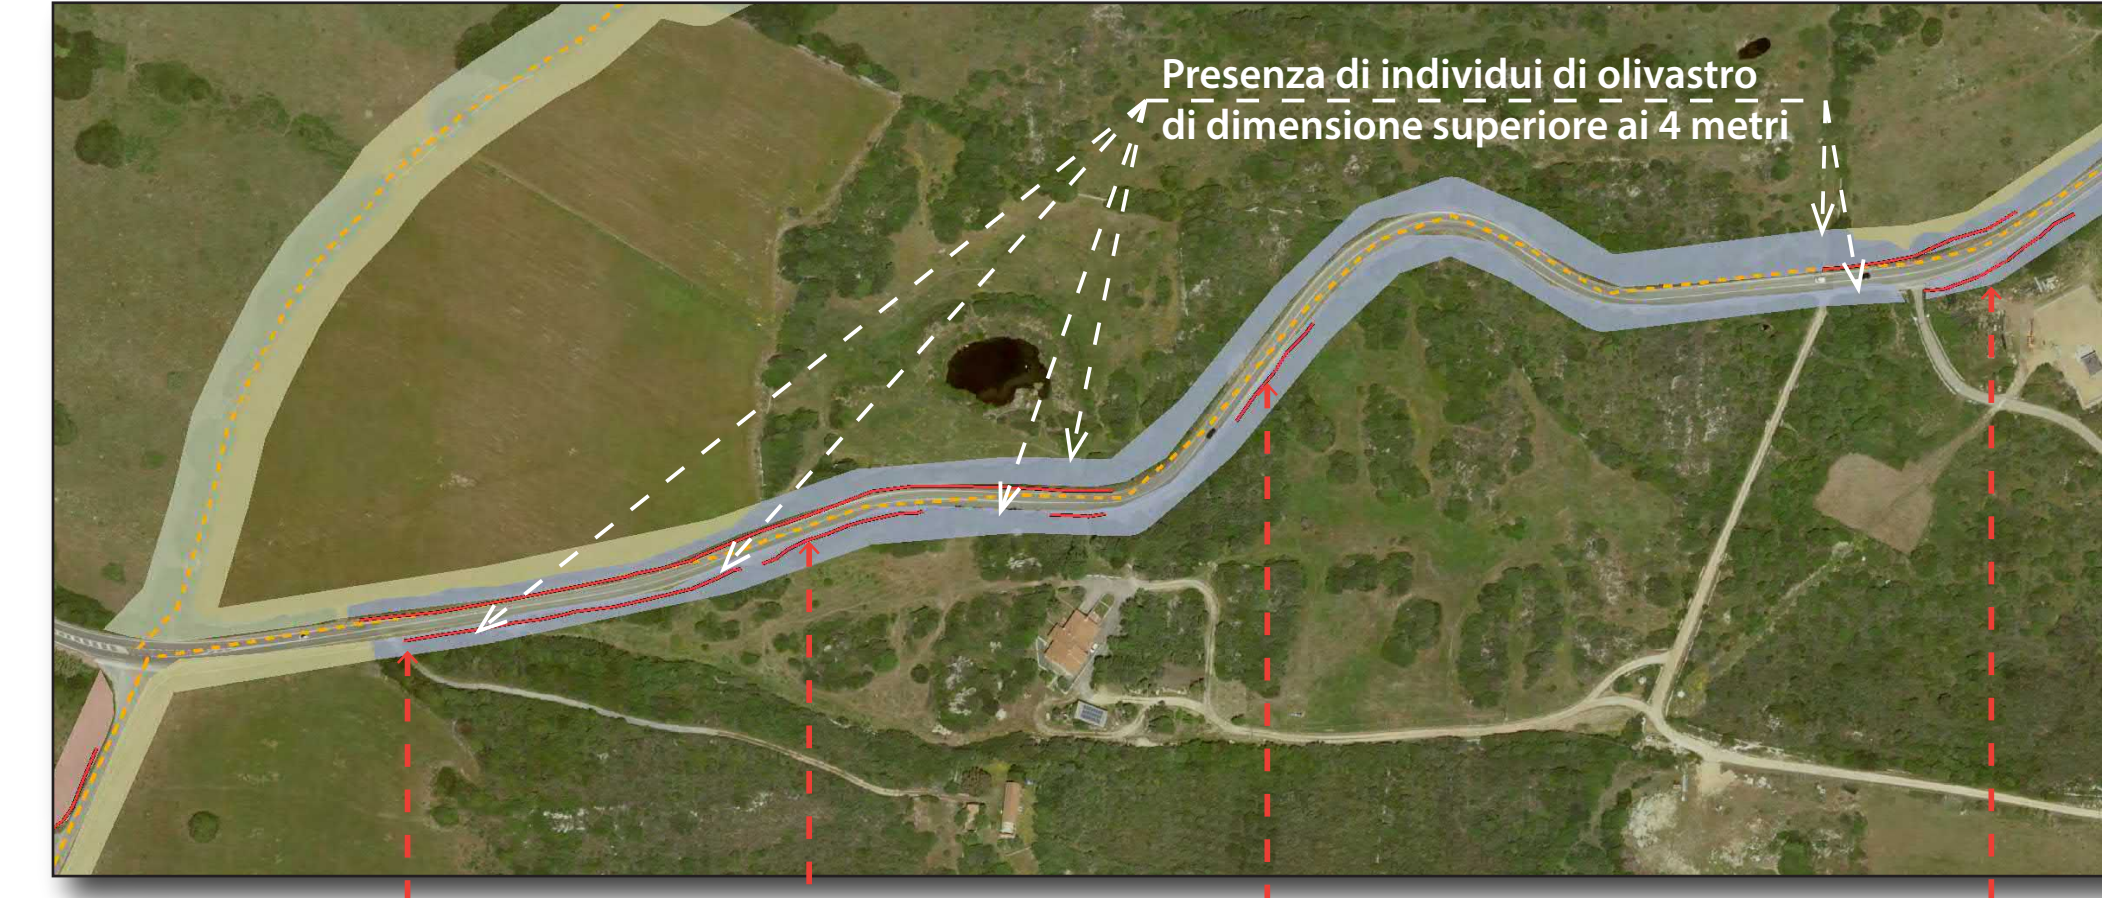 Presenza di individui di olivastro
di dimensione superiore ai 4 metri